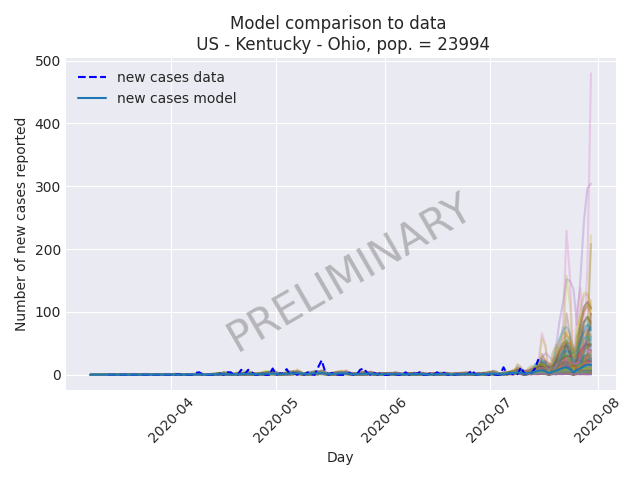 Model comparison to data
US - Kentucky - Ohio, pop. = 23994
500
400
300
200
100
0
Number of new cases reported
new cases data
new cases model
PRELIMINARY
2020-04
2020-05
2020-06
2020-07
2020-08
Day